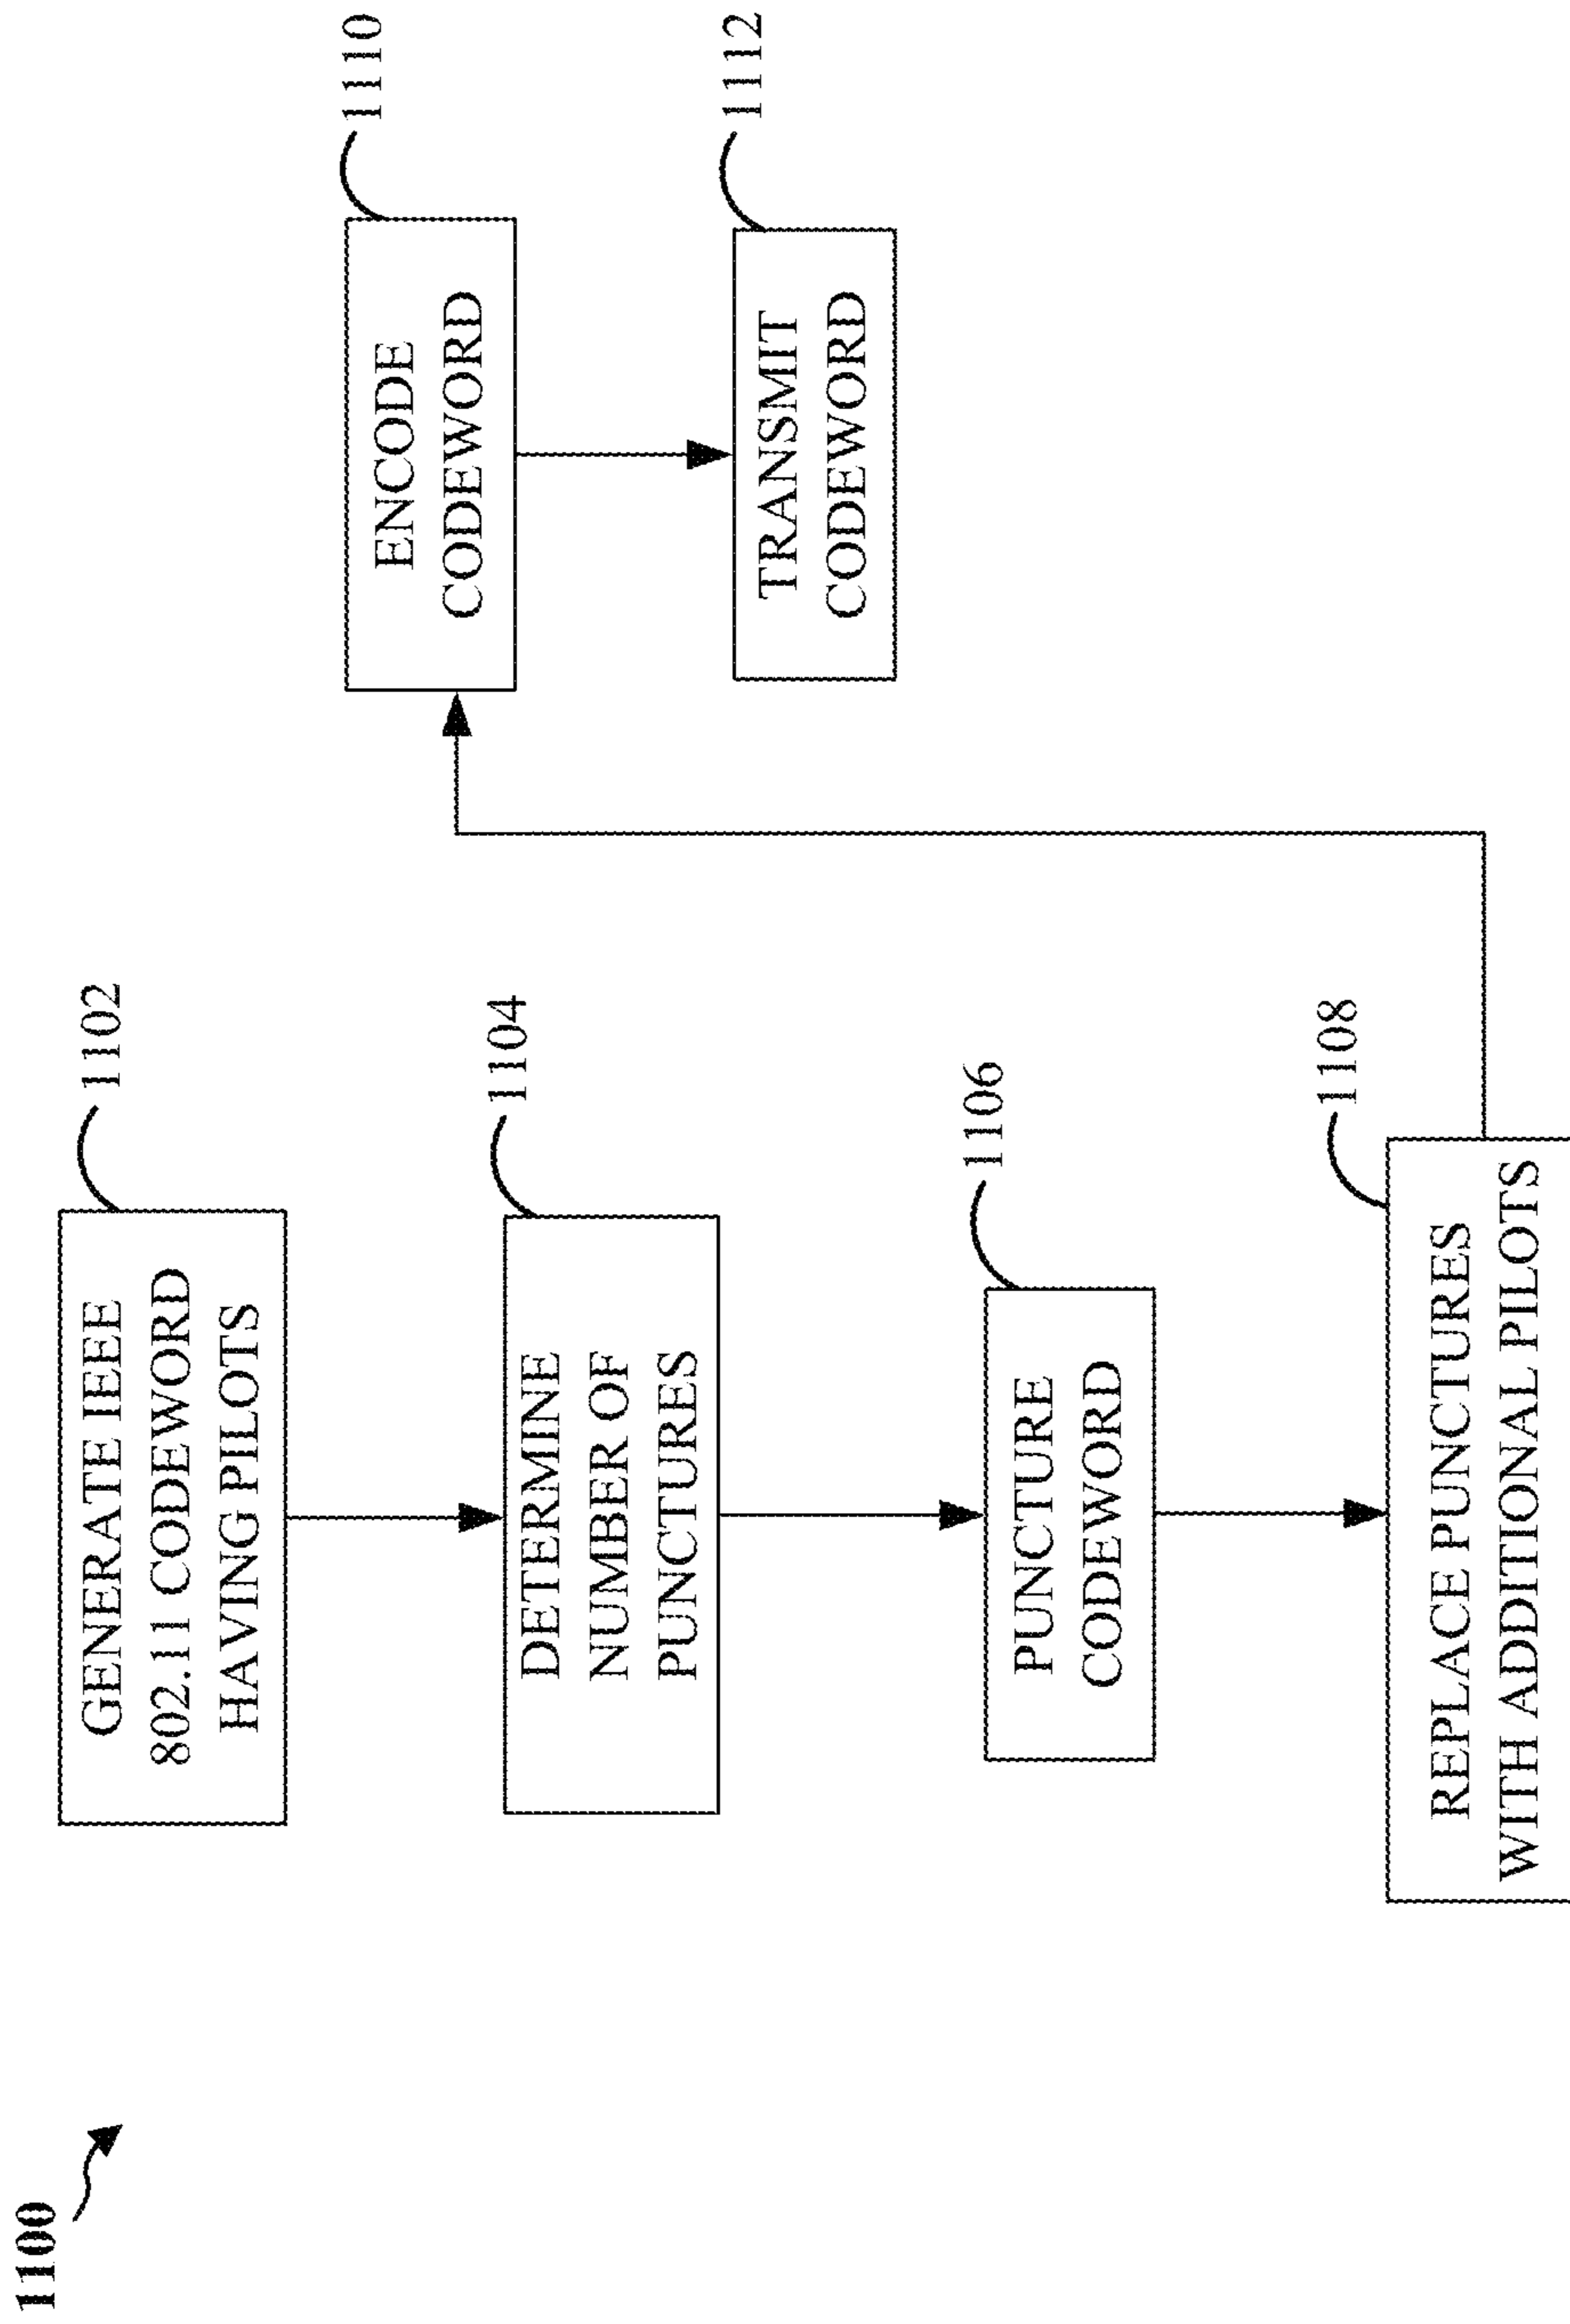 1100
1102
GENERATE IEEE
802.11 CODEWORD
HAVING PILOTS
1104
DETERMINE
NUMBER OF
PUNCTURES
1106
PUNCTURE
CODEWORD
1108
REPLACE PUNCTURES
WITH ADDITIONAL PILOTS
1110
ENCODE
CODEWORD
1112
TRANSMIT
CODEWORD